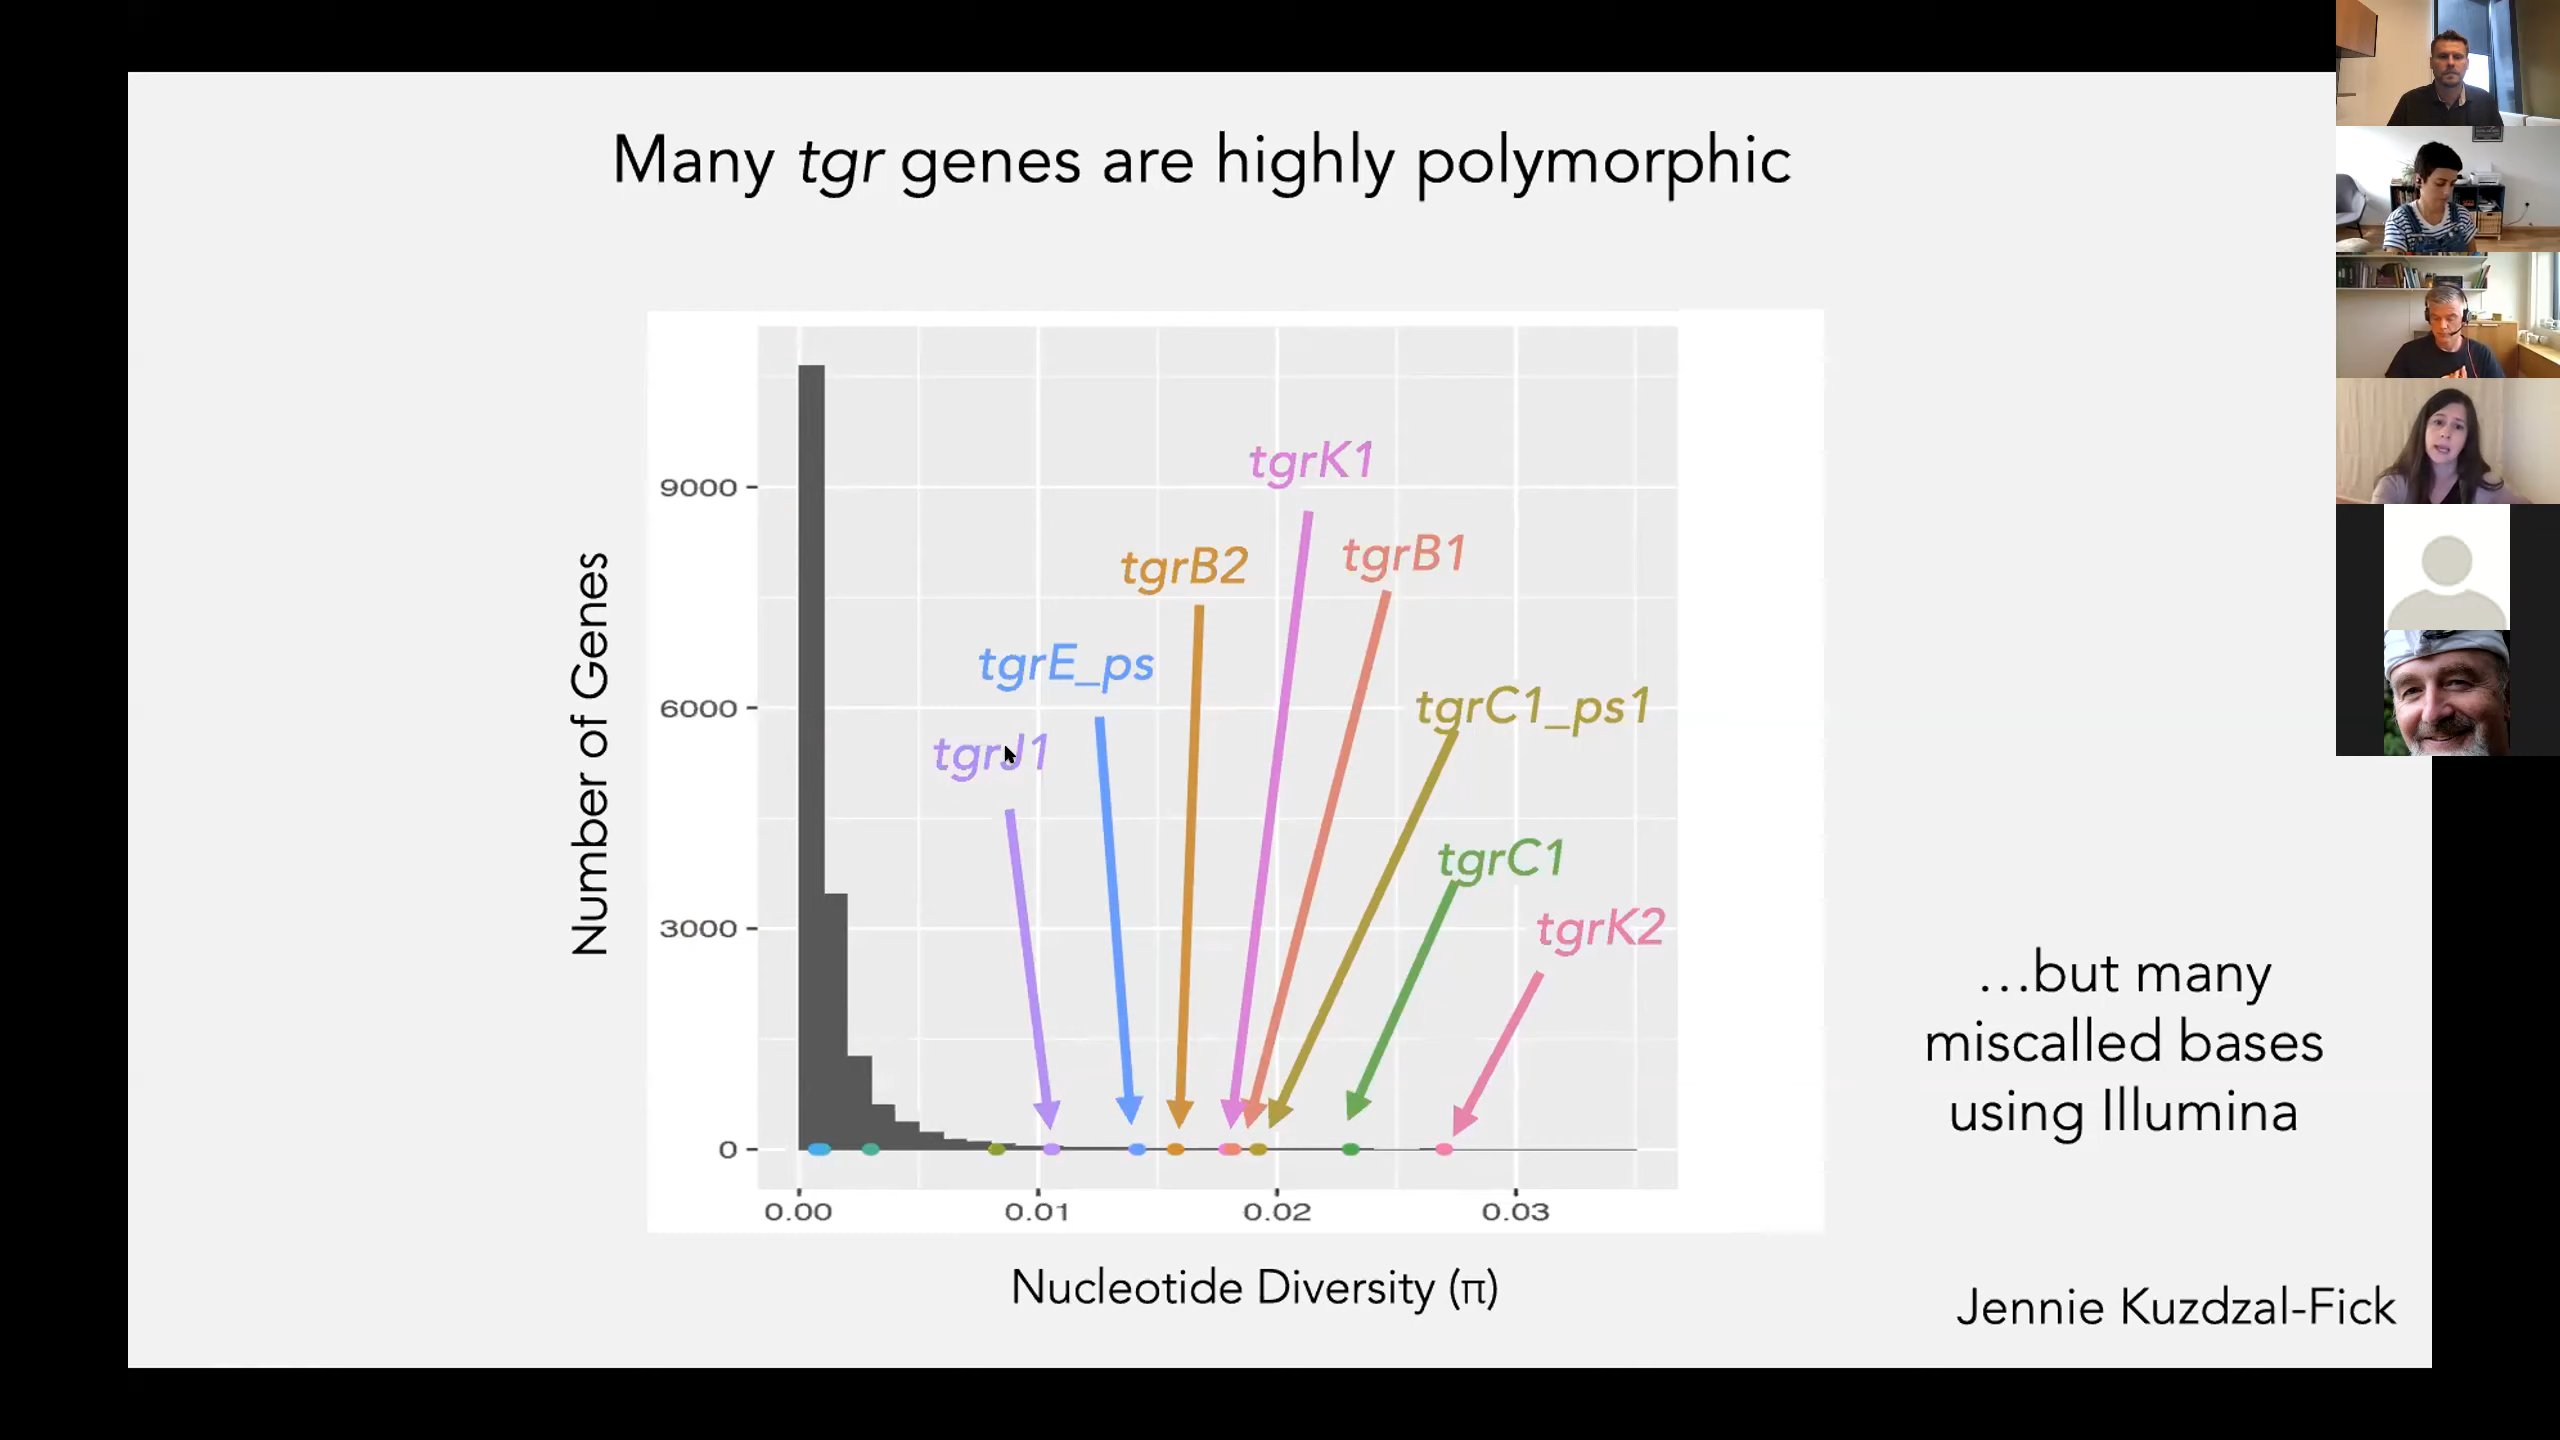 Many tgr genes are highly polymorphic
Number of Genes
9000
6000
3000
0
tgrK1
tgrB1
tgrB2
tgrE_ps
tgrC1_ps1
tgrJ1
tgrC1
tgrK2
0.00
0.01
0.02
0.03
Nucleotide Diversity (π)
…but many
miscalled bases
using Illumina
Jennie Kuzdzal-Fick